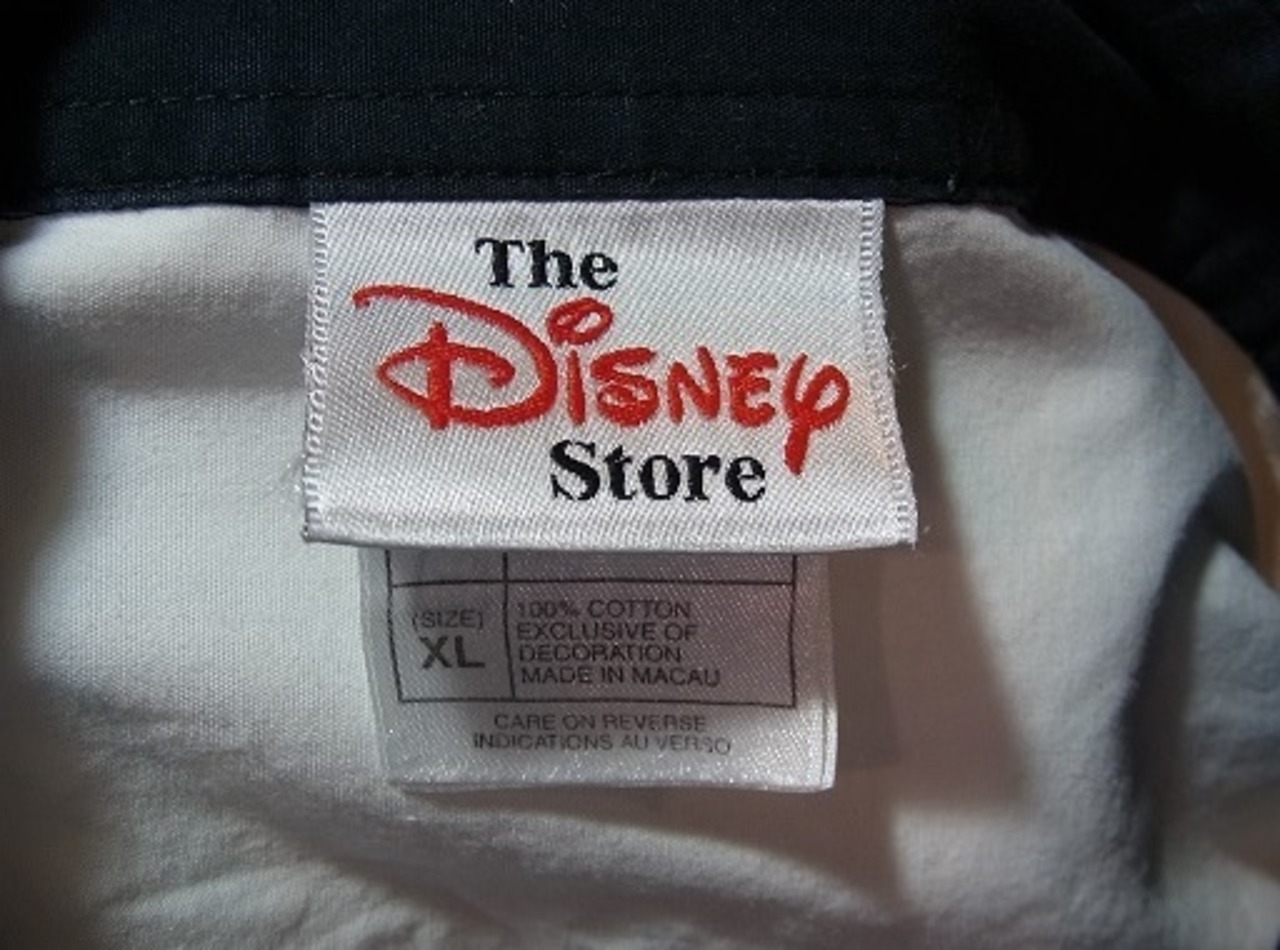 The
Disney
Store
(SIZE)
XL
100% COTTON
EXCLUSIVE OF
DECORATION
MADE IN MACAU
CARE ON REVERSE
INDICATIONS AU VERSO